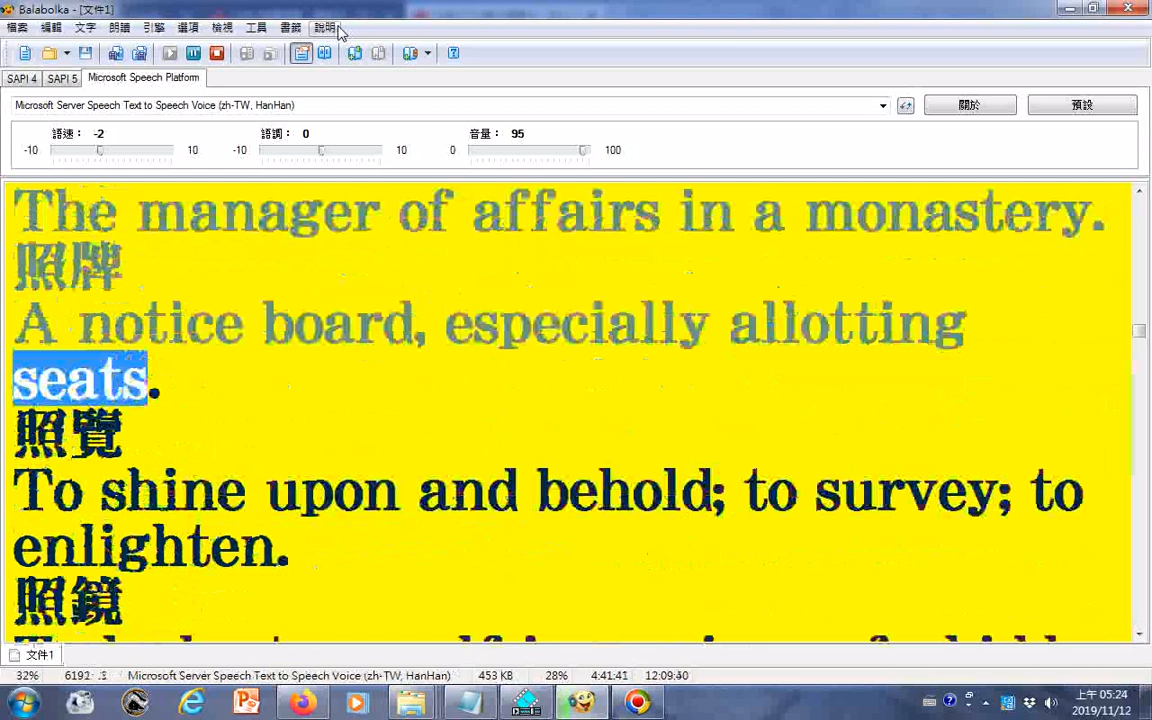 Balabolka - [文件1]
檔案 編輯 文字 朗讀 引擎 選項 檢視 工具 書籤 說明
SAPI 4 SAPI 5 Microsoft Speech Platform
Microsoft Server Speech Text to Speech Voice (zh-TW, HanHan) 關於 預設
語速： -2 語調： 0 音量： 95
-10 10 -10 10 0 100
The manager of affairs in a monastery.
照牌
A notice board, especially allotting
seats.
照覽
To shine upon and behold; to survey; to
enlighten.
照鏡
文件1
32% Microsoft Server Speech Text to Speech Voice (zh-TW, HanHan) 453 KB 28% 4:41:41
上午 05:24
2019/11/12